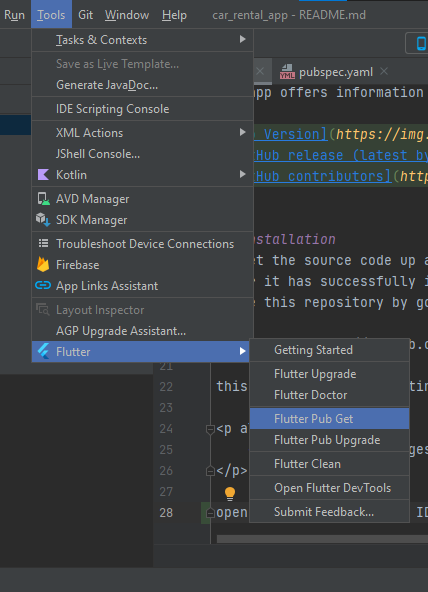 Run Tools Git Window Help car_rental_app - README.md
Tasks & Contexts
Save as Live Template...
Generate JavaDoc...
IDE Scripting Console
XML Actions
JShell Console...
Kotlin
AVD Manager
SDK Manager
Troubleshoot Device Connections
Firebase
App Links Assistant
Layout Inspector
AGP Upgrade Assistant...
Flutter
Getting Started
Flutter Upgrade
Flutter Doctor
Flutter Pub Get
Flutter Pub Upgrade
Flutter Clean
Open Flutter DevTools
Submit Feedback...
YML pubspec.yaml
app offers information
Version](https://img.
Hub release (latest by
Hub contributors](http
nstallation
et the source code up a
r it has successfully i
e this repository by go
b.c
21
22 this tin
23
24 <p a
25 ges
26 </p>
27
28 open ID